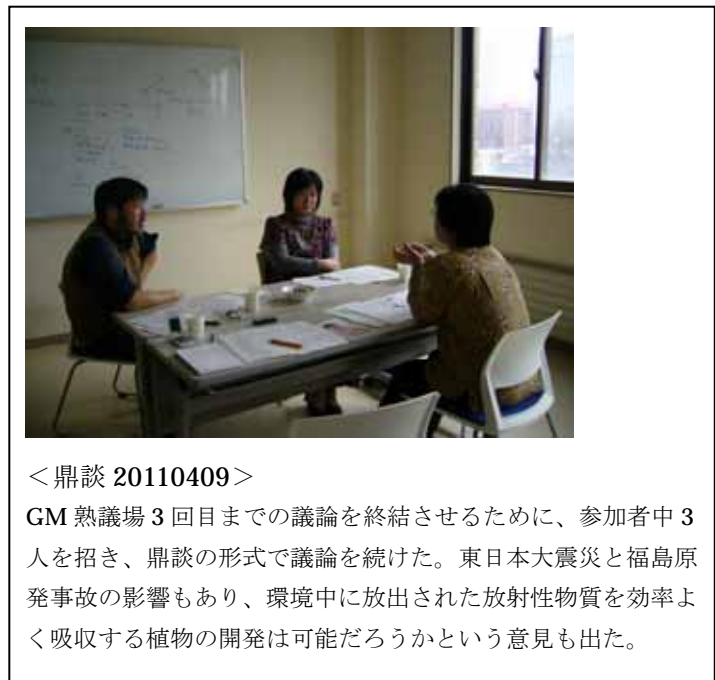 ＜鼎談 20110409＞
GM 熟議場 3 回目までの議論を終結させるために、参加者中 3
人を招き、鼎談の形式で議論を続けた。東日本大震災と福島原
発事故の影響もあり、環境中に放出された放射性物質を効率よ
く吸収する植物の開発は可能だろうかという意見も出た。